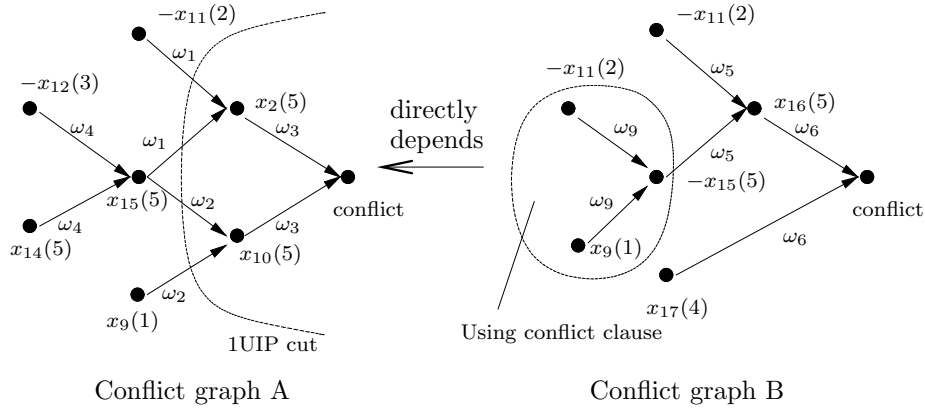 −x₁₁(2)
−x₁₂(3)
ω₁
x₂(5)
ω₄
ω₁
ω₃
x₁₅(5)
ω₂
conflict
x₁₄(5)
ω₄
ω₃
x₁₀(5)
ω₂
x₉(1)
1UIP cut
Conflict graph A
directly
depends
−x₁₁(2)
−x₁₁(2)
ω₅
x₁₆(5)
ω₉
ω₆
ω₅
−x₁₅(5)
ω₉
conflict
x₉(1)
ω₆
x₁₇(4)
Using conflict clause
Conflict graph B